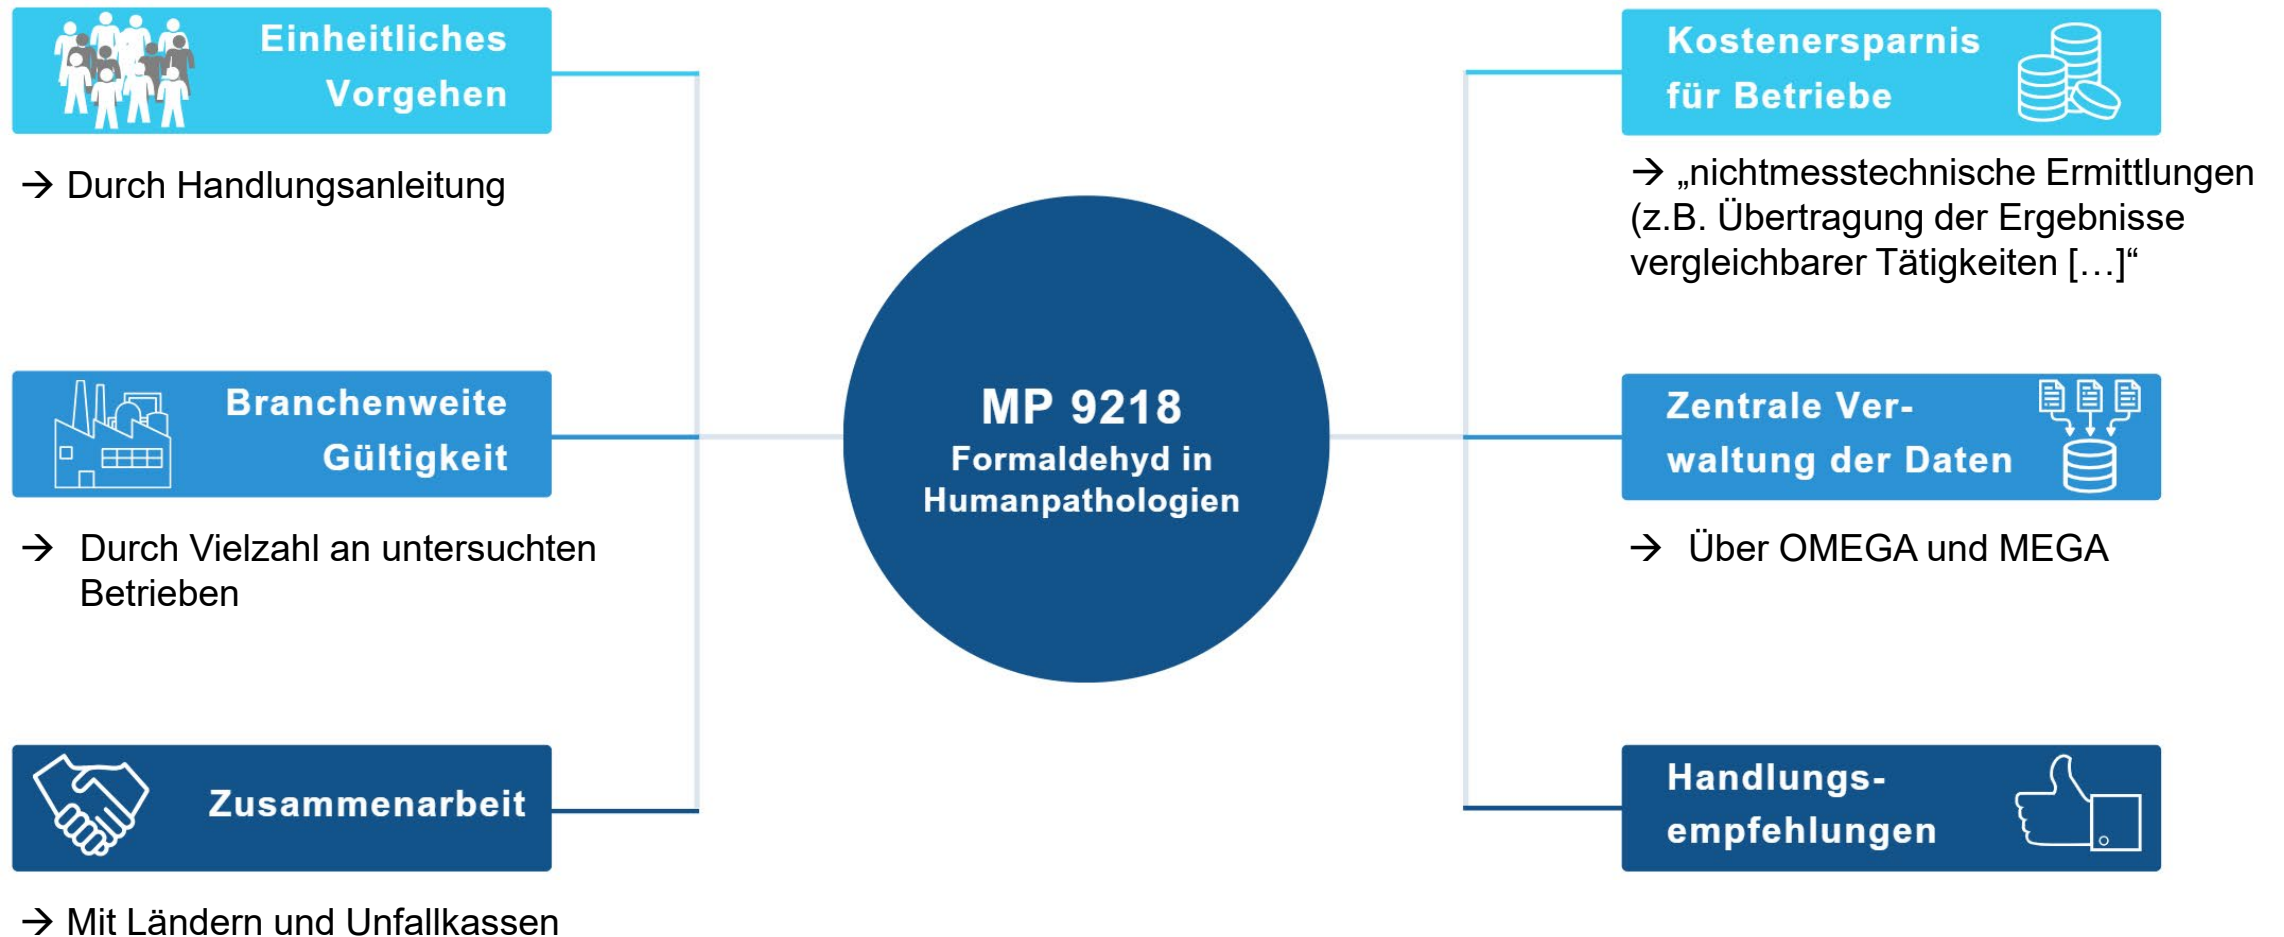 Einheitliches
Vorgehen
→ Durch Handlungsanleitung
Branchenweite
Gültigkeit
→ Durch Vielzahl an untersuchten
Betrieben
Zusammenarbeit
→ Mit Ländern und Unfallkassen
MP 9218
Formaldehyd in
Humanpathologien
Kostenersparnis
für Betriebe
→ „nichtmesstechnische Ermittlungen
(z.B. Übertragung der Ergebnisse
vergleichbarer Tätigkeiten […]“
Zentrale Ver-
waltung der Daten
→ Über OMEGA und MEGA
Handlungs-
empfehlungen